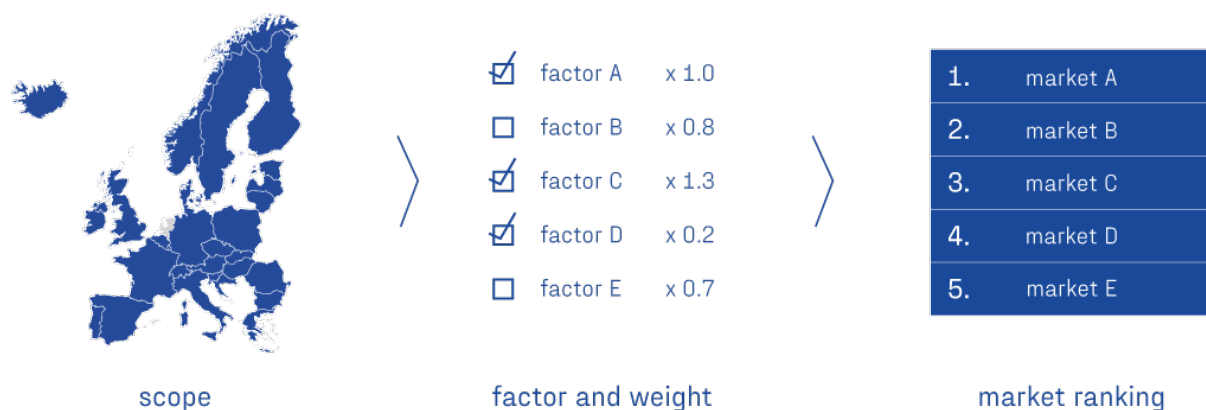 factor A x 1.0
factor B x 0.8
factor C x 1.3
factor D x 0.2
factor E x 0.7
1. market A
2. market B
3. market C
4. market D
5. market E
scope
factor and weight
market ranking